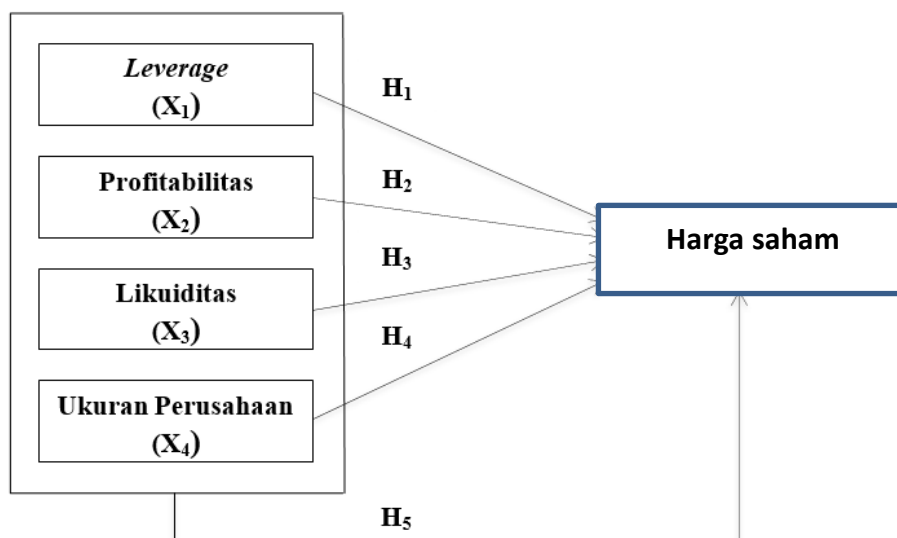 Leverage
(X₁)
H₁
Profitabilitas
(X₂)
H₂
Harga saham
Likuiditas
(X₃)
H₃
Ukuran Perusahaan
(X₄)
H₄
H₅